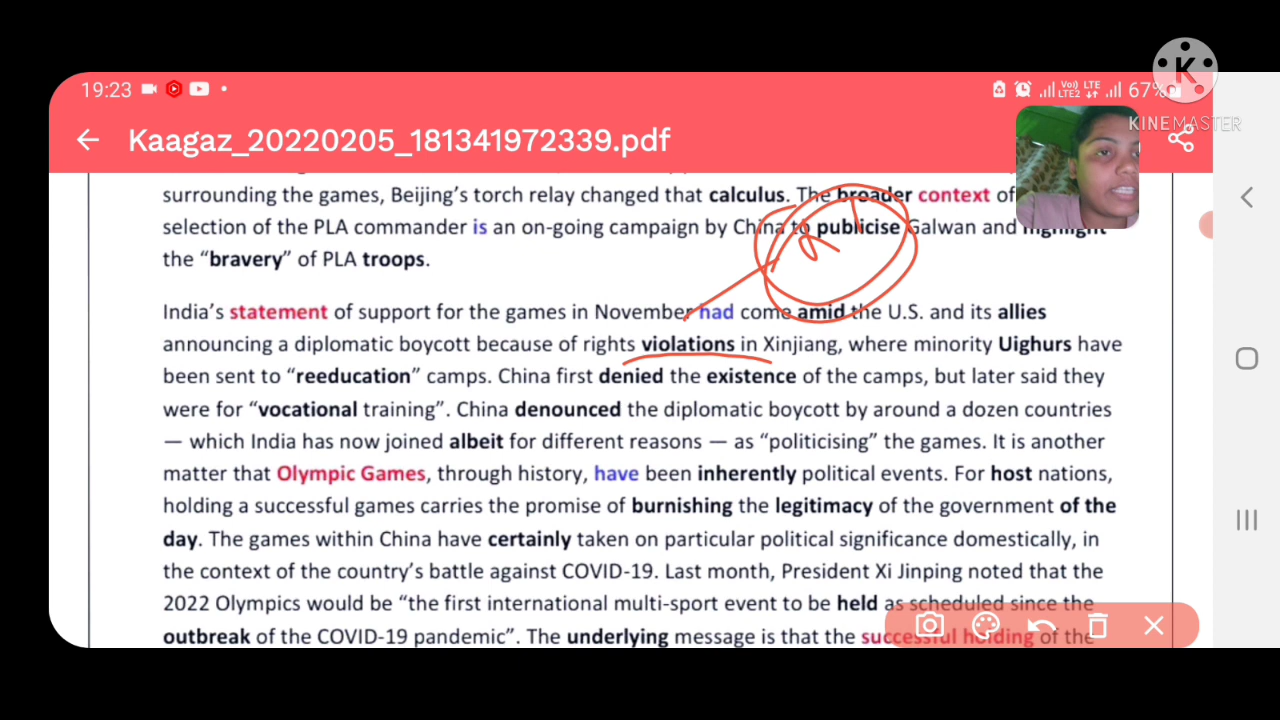 19:23
Vo)) LTE
LTE2
67%
K
KINEMASTER
Kaagaz_20220205_181341972339.pdf
surrounding the games, Beijing's torch relay changed that calculus. The broader context of
selection of the PLA commander is an on-going campaign by China to publicise Galwan and highlight
the “bravery” of PLA troops.
India's statement of support for the games in November had come amid the U.S. and its allies
announcing a diplomatic boycott because of rights violations in Xinjiang, where minority Uighurs have
been sent to “reeducation” camps. China first denied the existence of the camps, but later said they
were for “vocational training”. China denounced the diplomatic boycott by around a dozen countries
— which India has now joined albeit for different reasons — as “politicising” the games. It is another
matter that Olympic Games, through history, have been inherently political events. For host nations,
holding a successful games carries the promise of burnishing the legitimacy of the government of the
day. The games within China have certainly taken on particular political significance domestically, in
the context of the country's battle against COVID-19. Last month, President Xi Jinping noted that the
2022 Olympics would be “the first international multi-sport event to be held as scheduled since the
outbreak of the COVID-19 pandemic”. The underlying message is that the successful holding of the